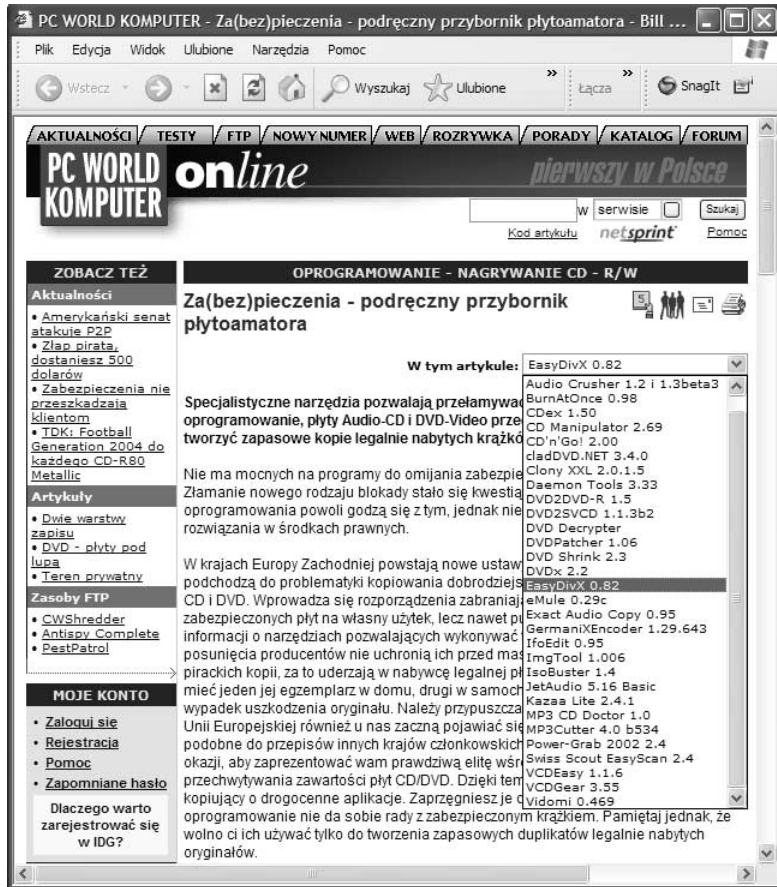 PC WORLD KOMPUTER - Za(bez)pieczenia - podręczny przybornik płytoamatora - Bill ...
Plik Edycja Widok Ulubione Narzędzia Pomoc
Wstecz Wyszukaj Ulubione » Łącza » SnagIt
AKTUALNOŚCI TESTY FTP NOWY NUMER WEB ROZRYWKA PORADY KATALOG FORUM
PC WORLD KOMPUTER online pierwszy w Polsce
w serwisie Szukaj
Kod artykułu netsprint Pomoc
ZOBACZ TEŻ
Aktualności
• Amerykański senat
atakuje P2P
• Złap pirata,
dostaniesz 500
dolarów
• Zabezpieczenia nie
przeszkadzają
klientom
• TDK: Football
Generation 2004 do
każdego CD-R80
Metallic
Artykuły
• Dwie warstwy
zapisu
• DVD - płyty pod
lupą
• Teren prywatny
Zasoby FTP
• CWShredder
• Antispy Complete
• PestPatrol
MOJE KONTO
• Zaloguj się
• Rejestracja
• Pomoc
• Zapomniane hasło
Dlaczego warto
zarejestrować się
w IDG?
OPROGRAMOWANIE - NAGRYWANIE CD - R/W
Za(bez)pieczenia - podręczny przybornik
płytoamatora
5
W tym artykule: EasyDivX 0.82
Specjalistyczne narzędzia pozwalają przełamywać
oprogramowanie, płyty Audio-CD i DVD-Video prze
tworzyć zapasowe kopie legalnie nabytych krążkó
Nie ma mocnych na programy do omijania zabezpie
Złamanie nowego rodzaju blokady stało się kwestią
oprogramowania powoli godzą się z tym, jednak nie
rozwiązania w środkach prawnych.
W krajach Europy Zachodniej powstają nowe ustaw
podchodzą do problematyki kopiowania dobrodziejs
CD i DVD. Wprowadza się rozporządzenia zabraniaj
zabezpieczonych płyt na własny użytek, lecz nawet pu
informacji o narzędziach pozwalających wykonywać
posunięcia producentów nie uchronią ich przed mas
pirackich kopii, za to uderzają w nabywcę legalnej pł
mieć jeden jej egzemplarz w domu, drugi w samoch
wypadek uszkodzenia oryginału. Należy przypuszcza
Unii Europejskiej również u nas zaczną pojawiać się
podobne do przepisów innych krajów członkowskich
okazji, aby zaprezentować wam prawdziwą elitę wśró
przechwytywania zawartości płyt CD/DVD. Dzięki tem
kopiujący o drogocenne aplikacje. Zaprzęgniesz je d
oprogramowanie nie da sobie rady z zabezpieczonym krążkiem. Pamiętaj jednak, że
wolno ci ich używać tylko do tworzenia zapasowych duplikatów legalnie nabytych
oryginałów.
Audio Crusher 1.2 i 1.3beta3
BurnAtOnce 0.98
CDex 1.50
CD Manipulator 2.69
CD'n'Go! 2.00
cladDVD.NET 3.4.0
Clony XXL 2.0.1.5
Daemon Tools 3.33
DVD2DVD-R 1.5
DVD2SVCD 1.1.3b2
DVD Decrypter
DVDPatcher 1.06
DVD Shrink 2.3
DVDx 2.2
EasyDivX 0.82
eMule 0.29c
Exact Audio Copy 0.95
GermaniXEncoder 1.29.643
IfoEdit 0.95
ImgTool 1.006
IsoBuster 1.4
JetAudio 5.16 Basic
Kazaa Lite 2.4.1
MP3 CD Doctor 1.0
MP3Cutter 4.0 b534
Power-Grab 2002 2.4
Swiss Scout EasyScan 2.4
VCDEasy 1.1.6
VCDGear 3.55
Vidomi 0.469